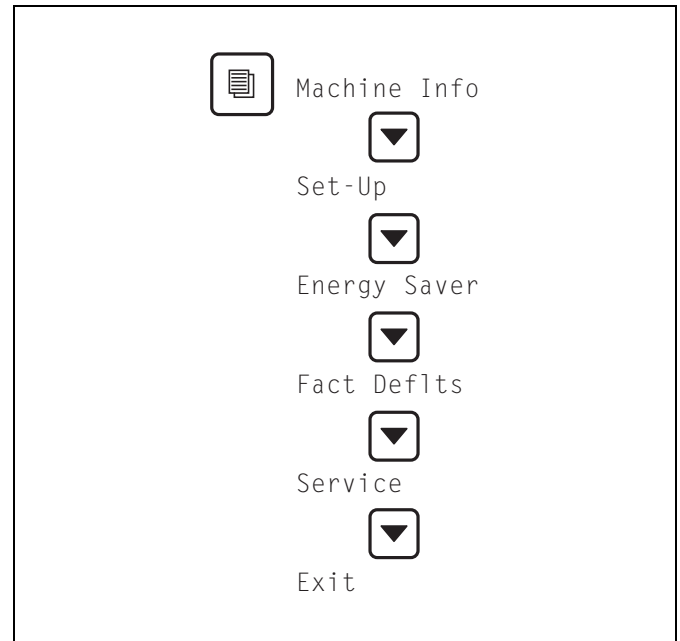 Machine Info
Set-Up
Energy Saver
Fact Deflts
Service
Exit